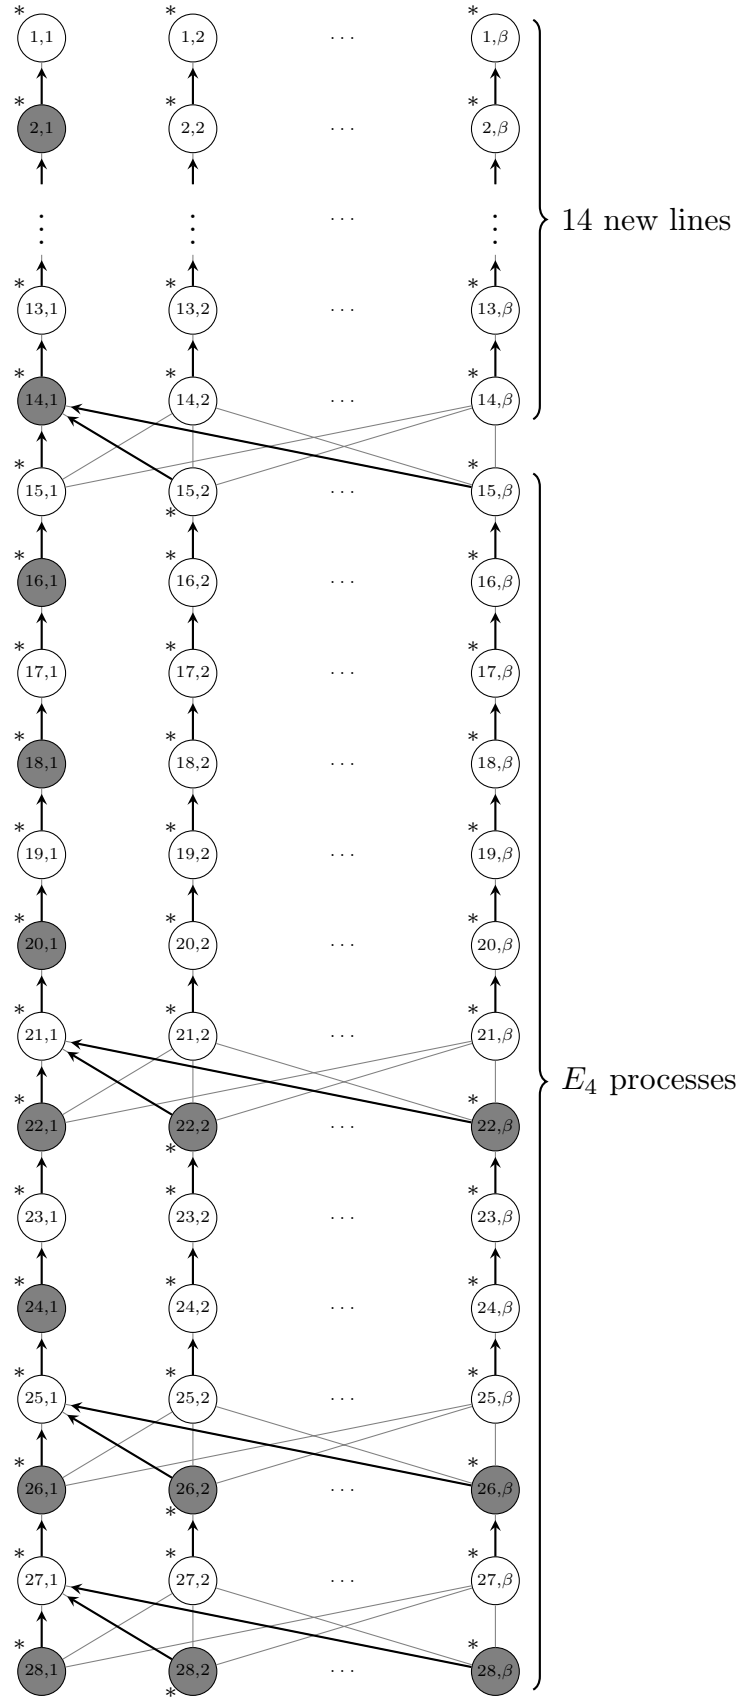 * * *
1,1 1,2 ··· 1,β
* * *
2,1 2,2 ··· 2,β
⋮ ⋮ ··· ⋮ 14 new lines
* * *
13,1 13,2 ··· 13,β
* * *
14,1 14,2 ··· 14,β
* *
15,1 15,2 ··· 15,β
*
* * *
16,1 16,2 ··· 16,β
* * *
17,1 17,2 ··· 17,β
* * *
18,1 18,2 ··· 18,β
* * *
19,1 19,2 ··· 19,β
* * *
20,1 20,2 ··· 20,β
* * *
21,1 21,2 ··· 21,β
E₄ processes
* *
22,1 22,2 ··· 22,β
*
* * *
23,1 23,2 ··· 23,β
* * *
24,1 24,2 ··· 24,β
* * *
25,1 25,2 ··· 25,β
* *
26,1 26,2 ··· 26,β
*
* * *
27,1 27,2 ··· 27,β
* *
28,1 28,2 ··· 28,β
*